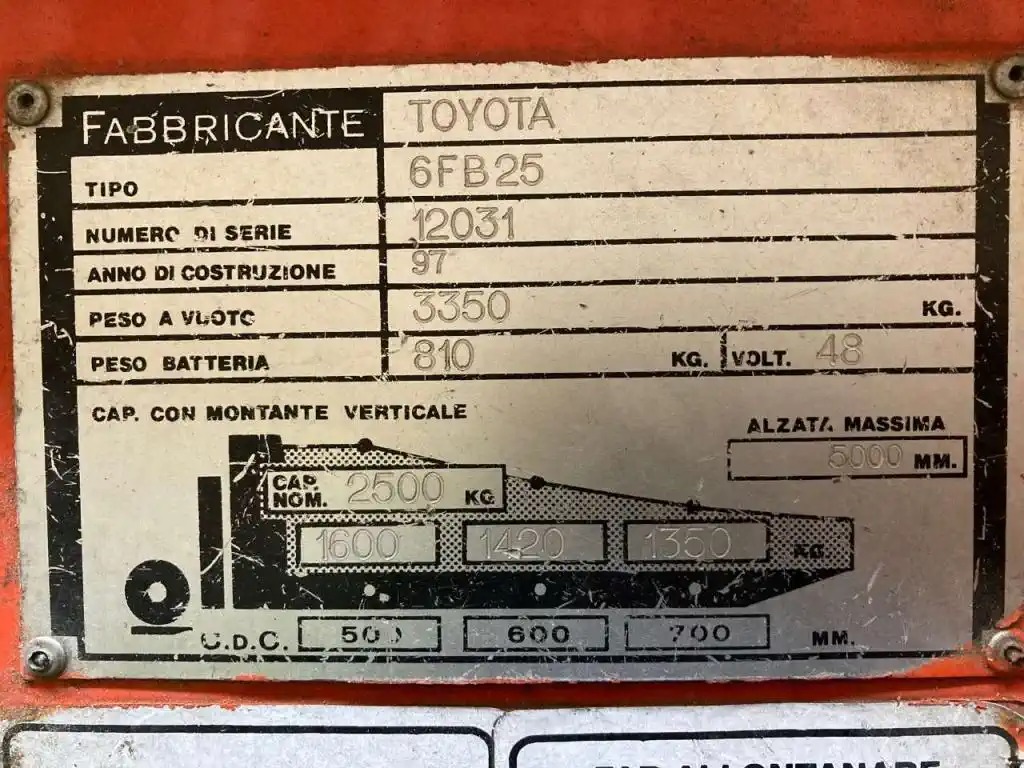 FABBRICANTE TOYOTA
TIPO 6FB25
NUMERO DI SERIE 12031
ANNO DI COSTRUZIONE 97
PESO A VUOTO 3350 KG.
PESO BATTERIA 810 KG. VOLT. 48
CAP. CON MONTANTE VERTICALE
ALZATA MASSIMA
5000 MM.
CAP. NOM. 2500 KG
1600 1420 1350 KG
C.D.C. 500 600 700 MM.